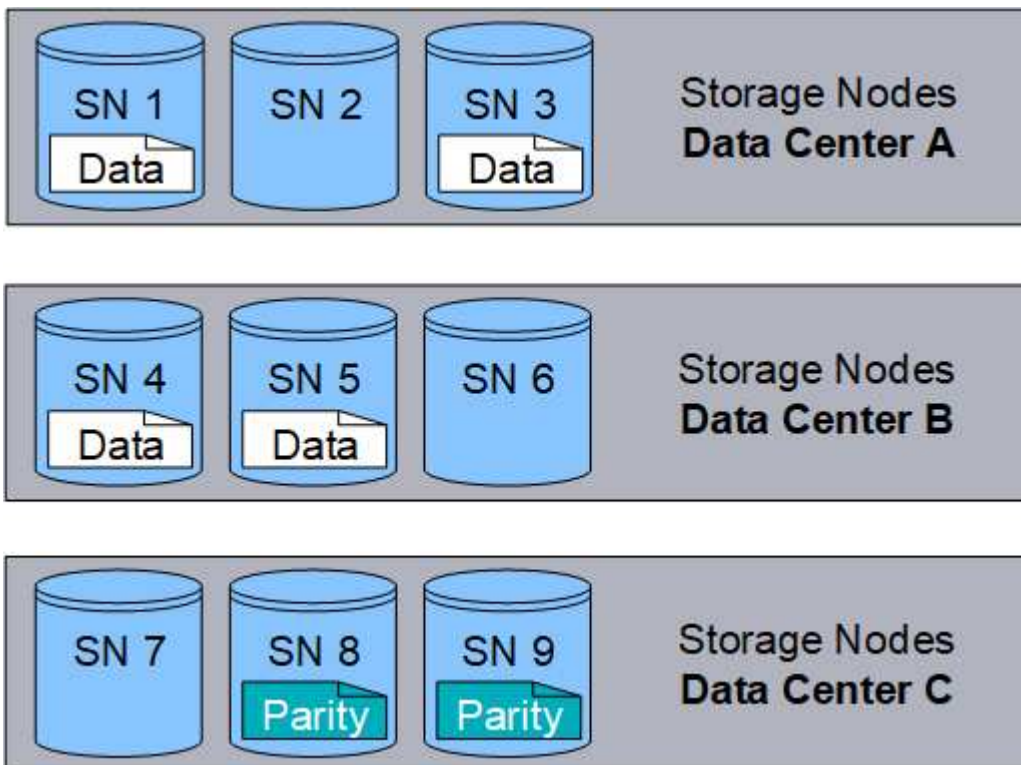 SN 1
SN 2
SN 3
Data
Data
Storage Nodes
Data Center A
SN 4
SN 5
SN 6
Data
Data
Storage Nodes
Data Center B
SN 7
SN 8
SN 9
Parity
Parity
Storage Nodes
Data Center C